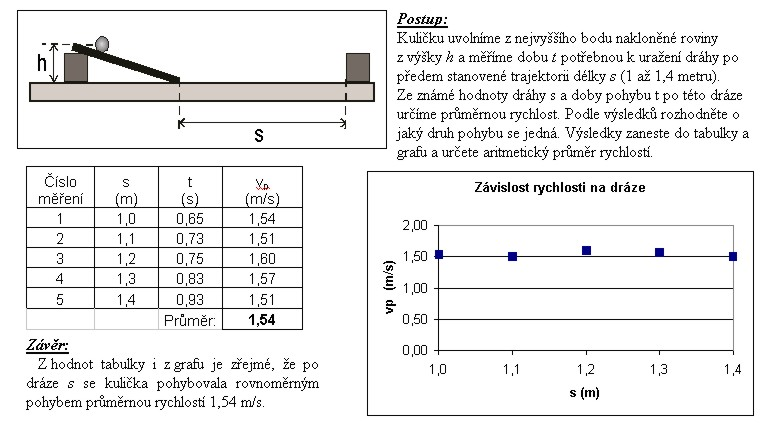 h
s
Postup:
Kuličku uvolníme z nejvyššího bodu nakloněné roviny
z výšky h a měříme dobu t potřebnou k uražení dráhy po
předem stanovené trajektorii délky s (1 až 1,4 metru).
Ze známé hodnoty dráhy s a doby pohybu t po této dráze
určíme průměrnou rychlost. Podle výsledků rozhodněte o
jaký druh pohybu se jedná. Výsledky zaneste do tabulky a
grafu a určete aritmetický průměr rychlostí.
Číslo měření s (m) t (s) vp (m/s)
1 1,0 0,65 1,54
2 1,1 0,73 1,51
3 1,2 0,75 1,60
4 1,3 0,83 1,57
5 1,4 0,93 1,51
Průměr: 1,54
Závěr:
Z hodnot tabulky i z grafu je zřejmé, že po
dráze s se kulička pohybovala rovnoměrným
pohybem průměrnou rychlostí 1,54 m/s.
Závislost rychlosti na dráze
vp (m/s)
2,00
1,50
1,00
0,50
0,00
1,0 1,1 1,2 1,3 1,4
s (m)